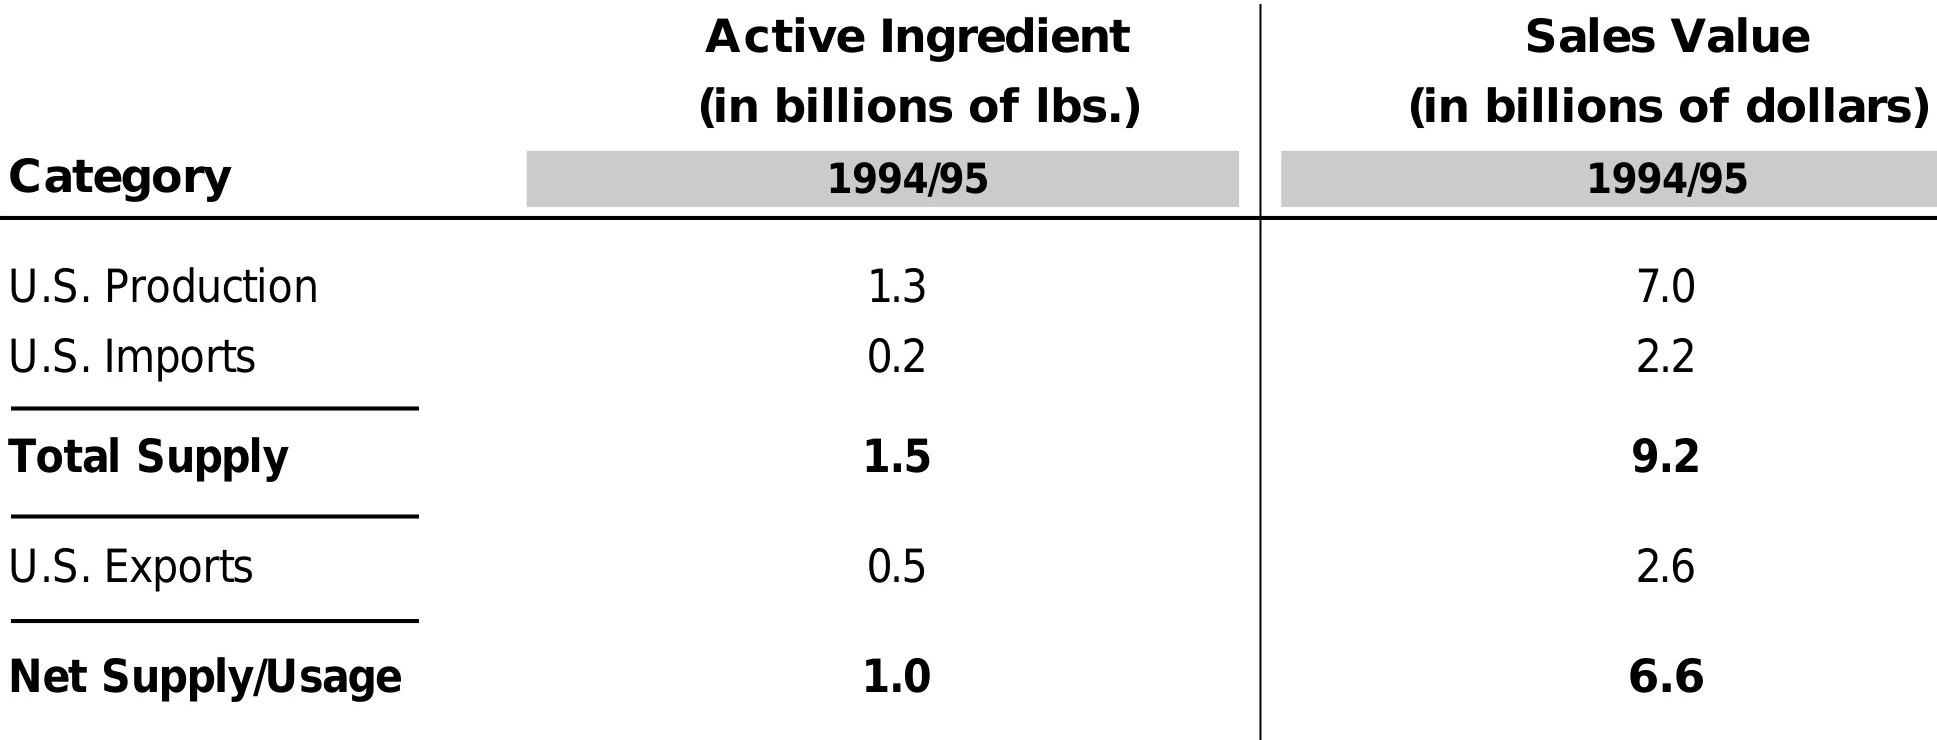 Active Ingredient Sales Value
(in billions of lbs.) (in billions of dollars)
Category 1994/95 1994/95
U.S. Production 1.3 7.0
U.S. Imports 0.2 2.2
Total Supply 1.5 9.2
U.S. Exports 0.5 2.6
Net Supply/Usage 1.0 6.6